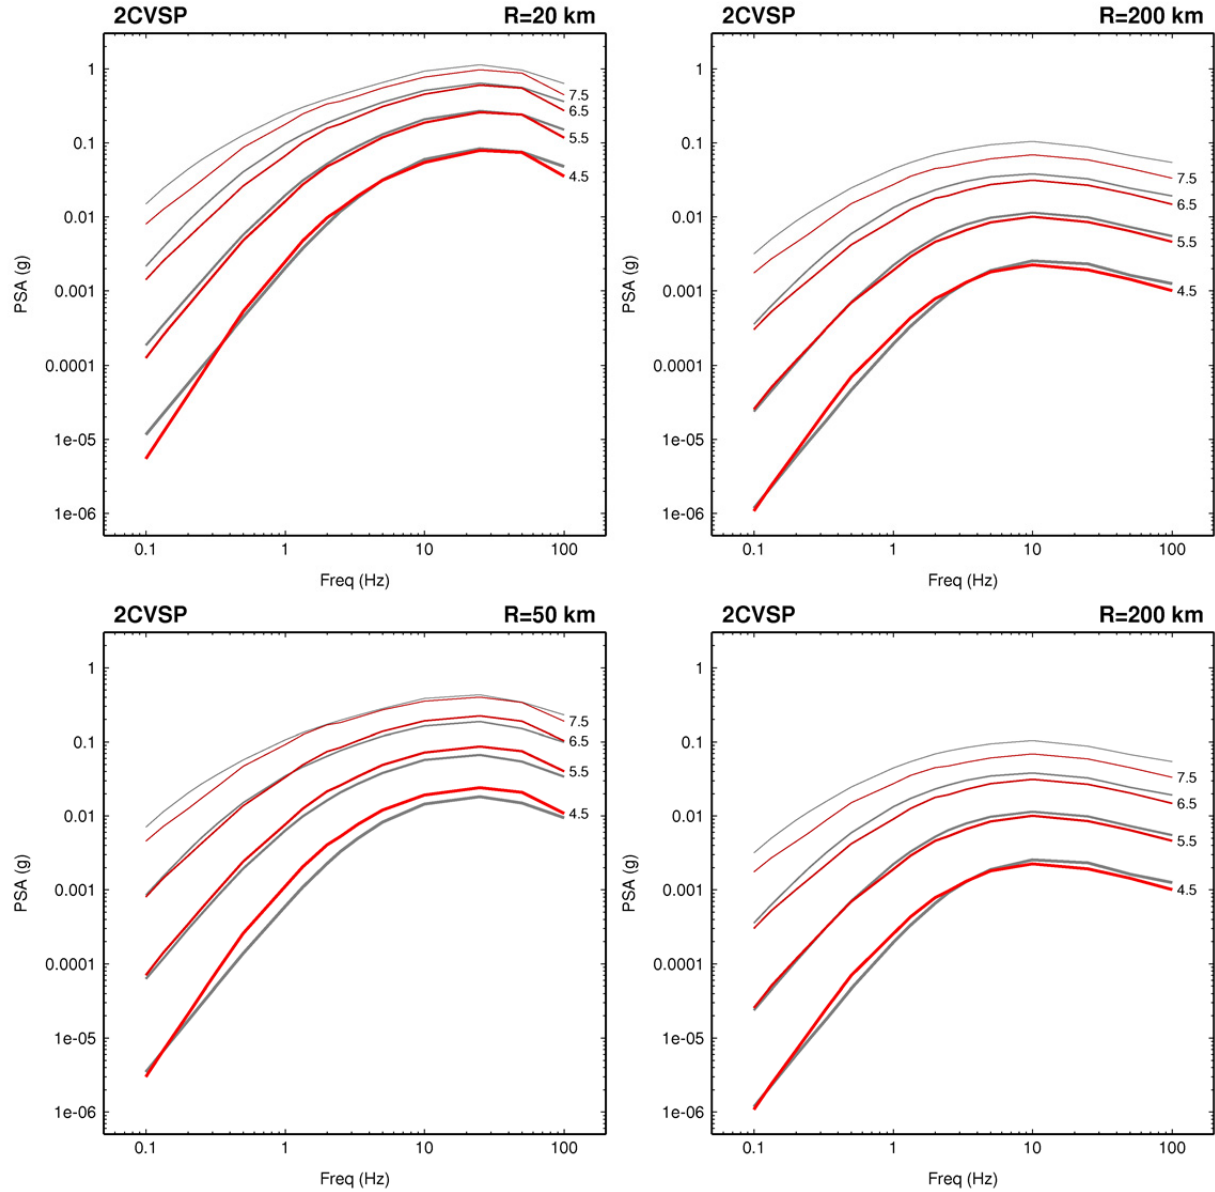 2CVSP R=20 km
1
0.1
0.01
0.001
0.0001
1e-05
1e-06
PSA (g)
7.5
6.5
5.5
4.5
0.1 1 10 100
Freq (Hz)
2CVSP R=200 km
1
0.1
0.01
0.001
0.0001
1e-05
1e-06
PSA (g)
7.5
6.5
5.5
4.5
0.1 1 10 100
Freq (Hz)
2CVSP R=50 km
1
0.1
0.01
0.001
0.0001
1e-05
1e-06
PSA (g)
7.5
6.5
5.5
4.5
0.1 1 10 100
Freq (Hz)
2CVSP R=200 km
1
0.1
0.01
0.001
0.0001
1e-05
1e-06
PSA (g)
7.5
6.5
5.5
4.5
0.1 1 10 100
Freq (Hz)